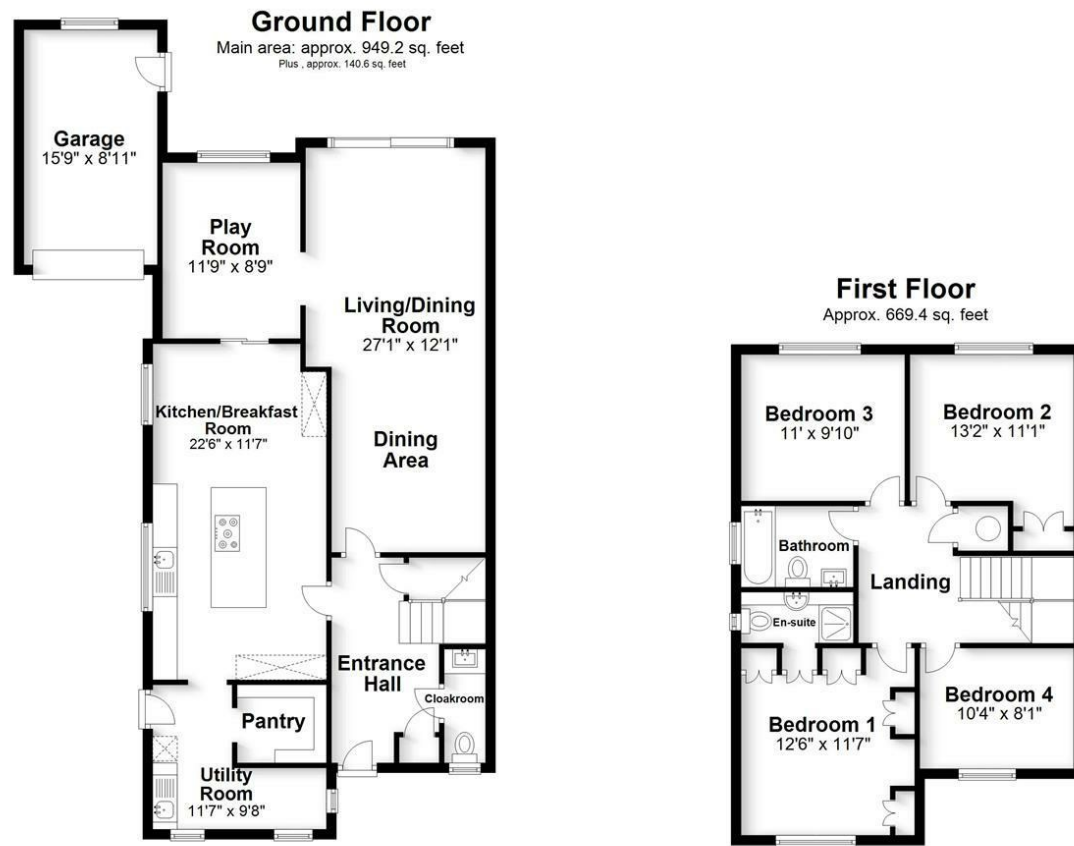 Ground Floor
Main area: approx. 949.2 sq. feet
Plus , approx. 140.6 sq. feet
Garage
15'9" x 8'11"
Play
Room
11'9" x 8'9"
Living/Dining
Room
27'1" x 12'1"
Kitchen/Breakfast
Room
22'6" x 11'7"
Dining
Area
Entrance
Hall
Cloakroom
Pantry
Utility
Room
11'7" x 9'8"
First Floor
Approx. 669.4 sq. feet
Bedroom 3
11' x 9'10"
Bedroom 2
13'2" x 11'1"
Bathroom
Landing
En-suite
Bedroom 1
12'6" x 11'7"
Bedroom 4
10'4" x 8'1"